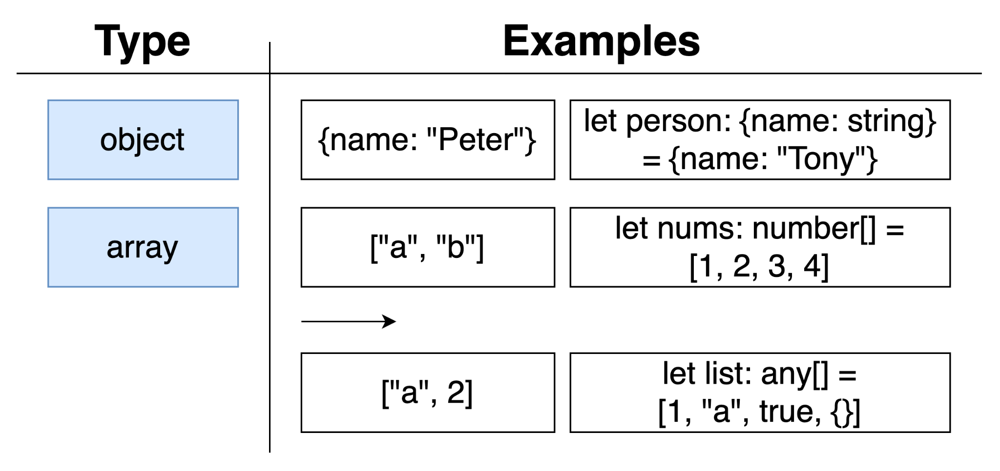 Type
Examples
object
{name: "Peter"}
let person: {name: string}
= {name: "Tony"}
array
["a", "b"]
let nums: number[] =
[1, 2, 3, 4]
["a", 2]
let list: any[] =
[1, "a", true, {}]